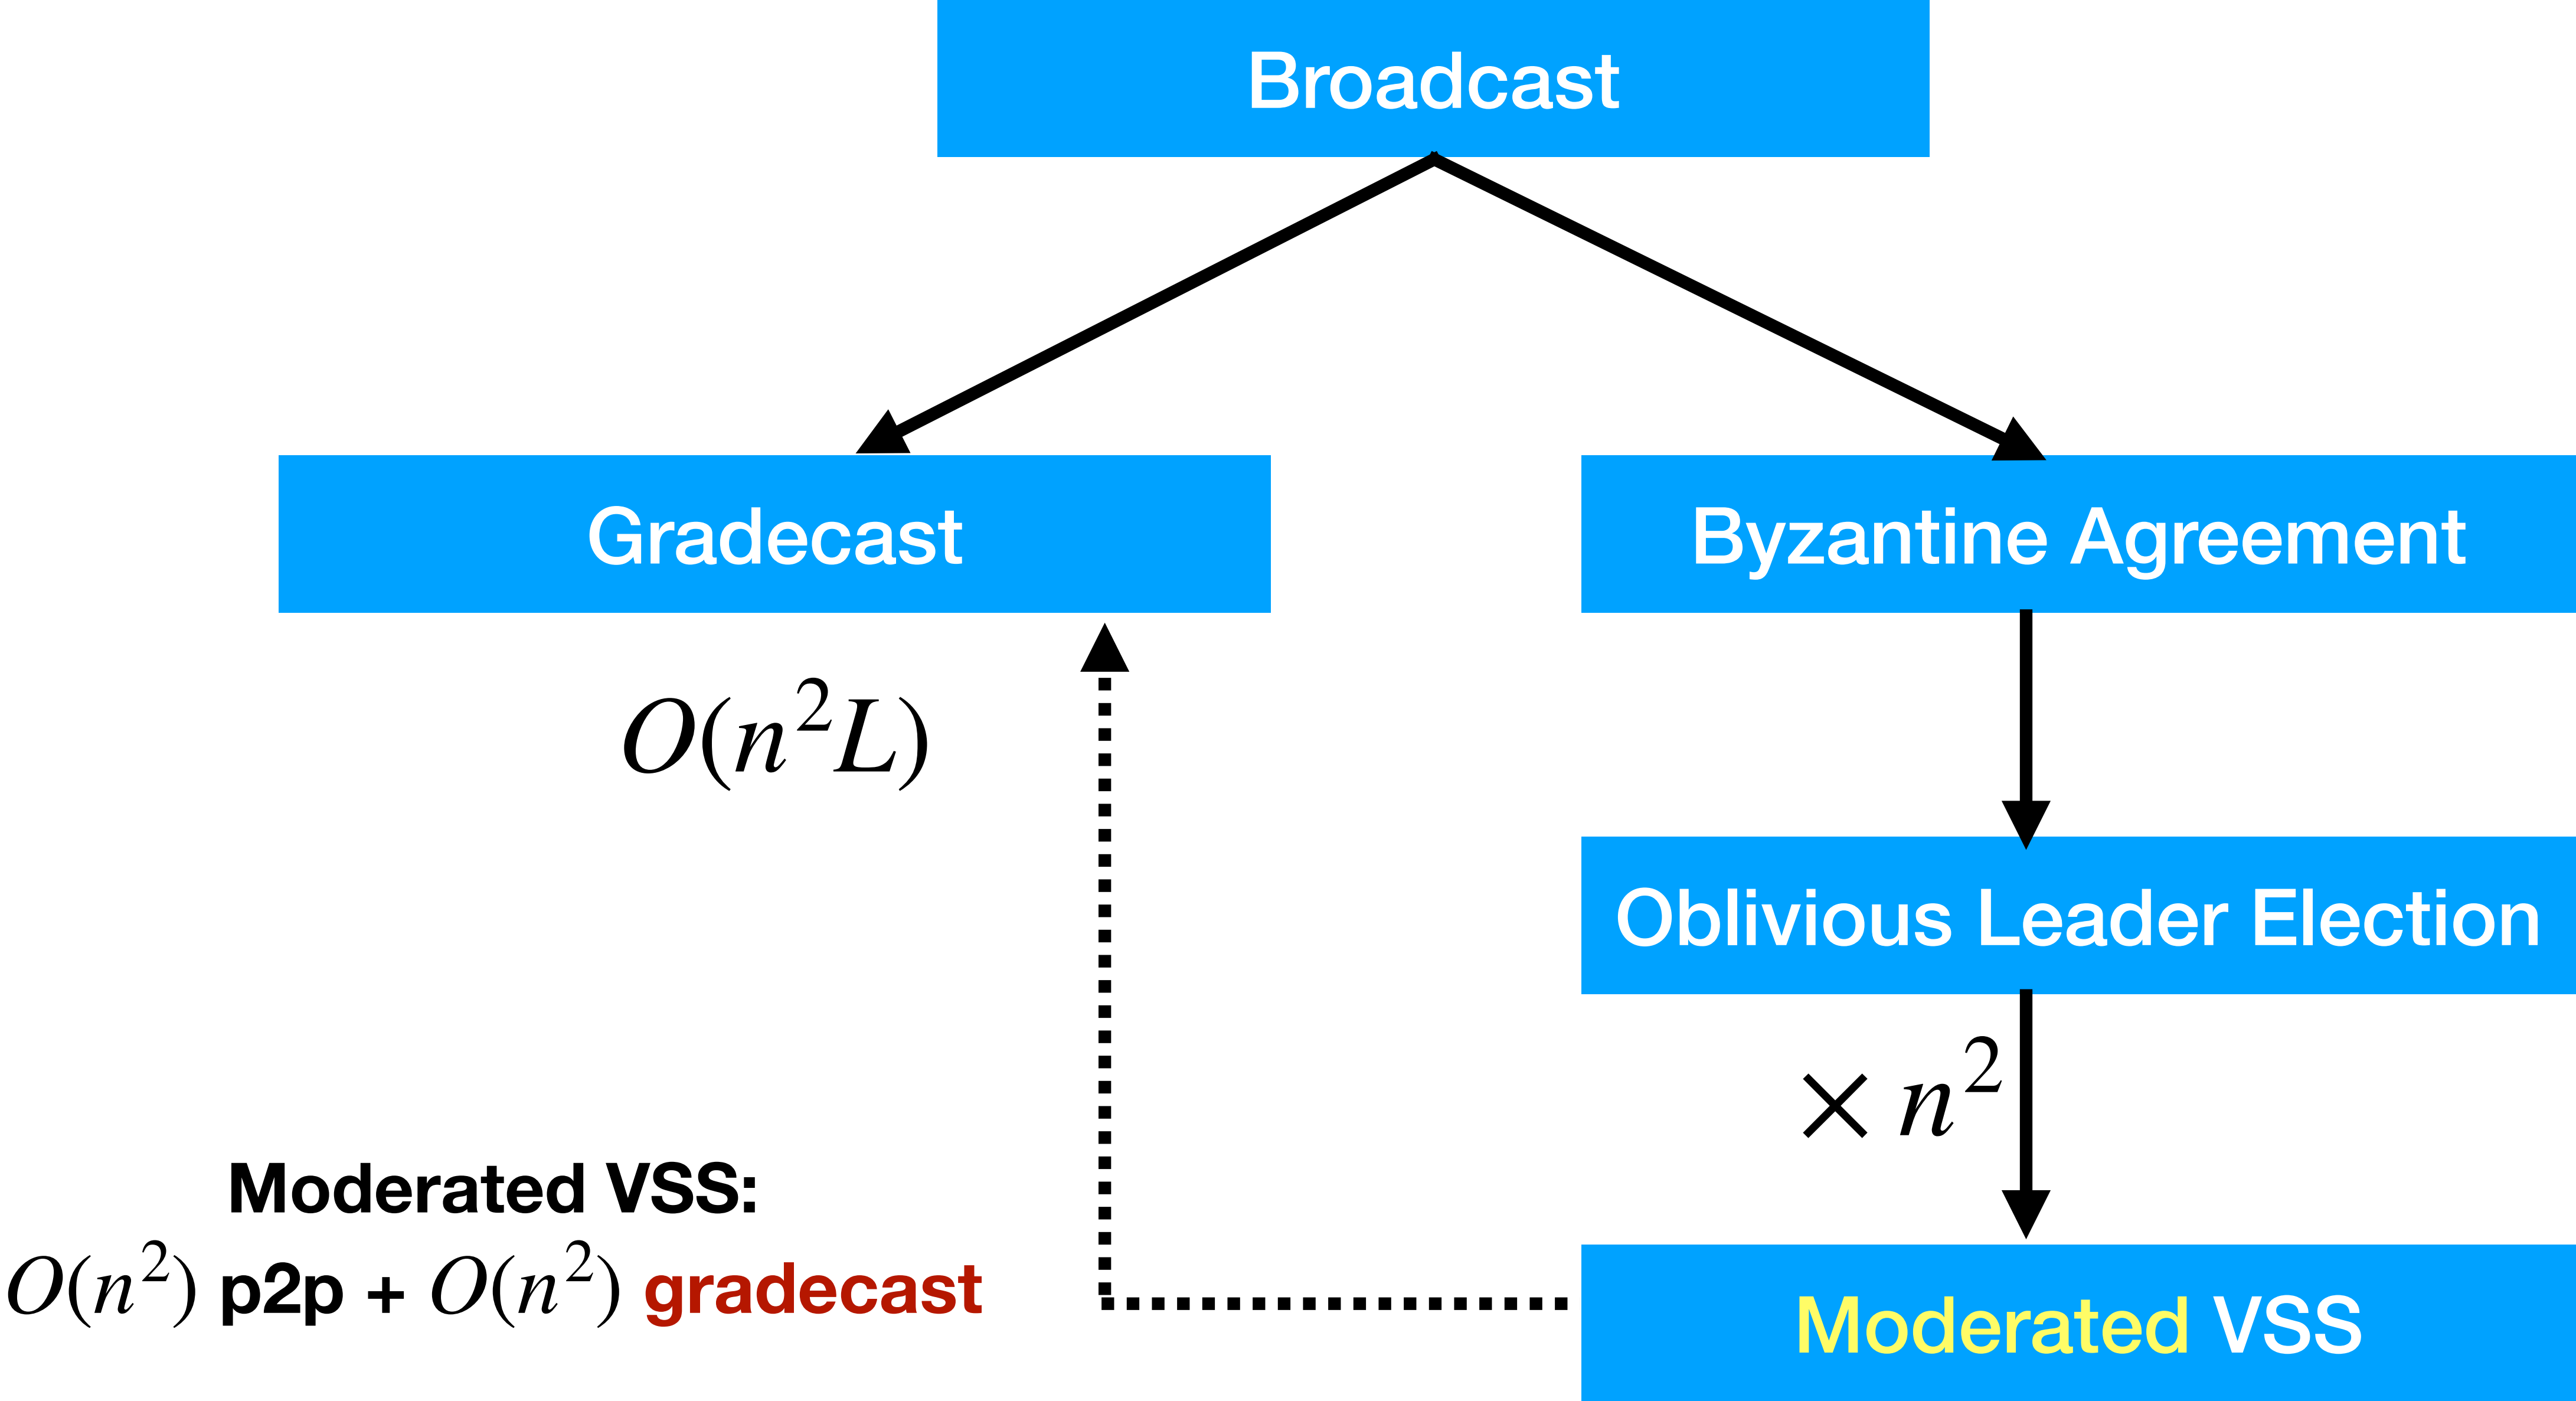 Broadcast
Gradecast
Byzantine Agreement
O(n²L)
Oblivious Leader Election
× n²
Moderated VSS:
O(n²) p2p + O(n²) gradecast
Moderated VSS